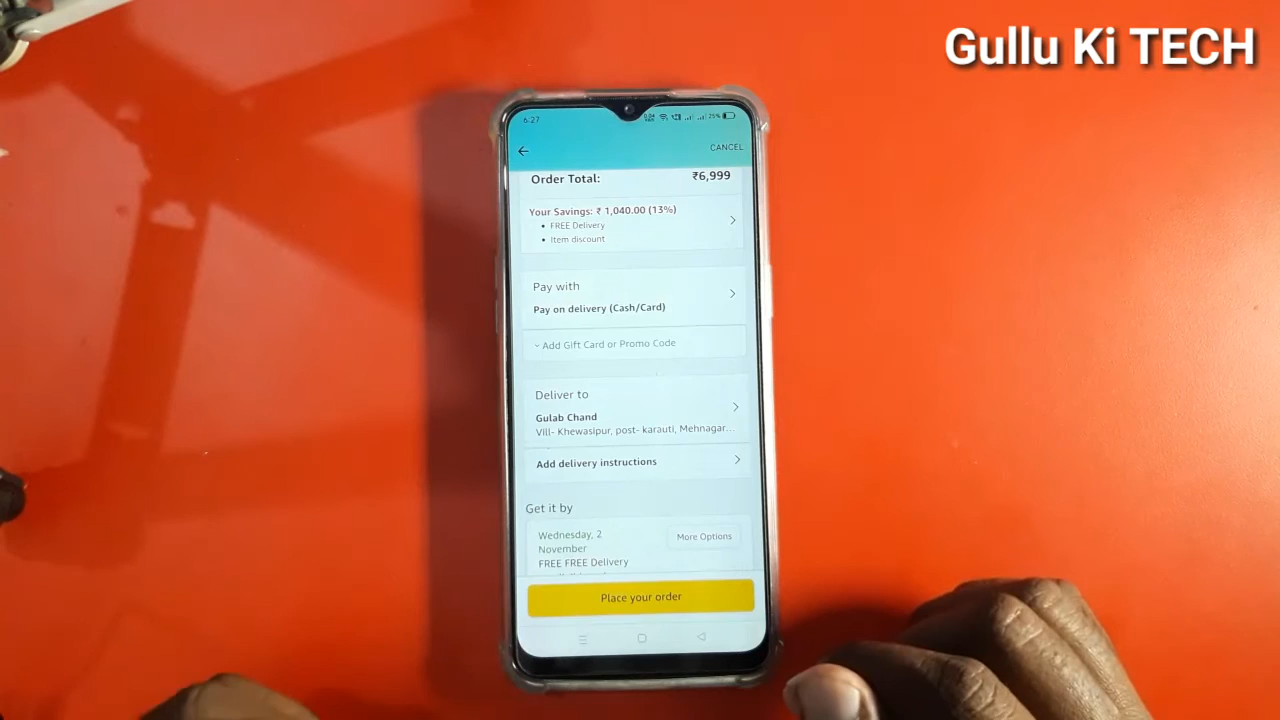 Gullu Ki TECH
6:27
25%
CANCEL
Order Total: ₹6,999
Your Savings: ₹ 1,040.00 (13%)
• FREE Delivery
• Item discount
Pay with
Pay on delivery (Cash/Card)
Add Gift Card or Promo Code
Deliver to
Gulab Chand
Vill- Khewasipur, post- karauti, Mehnagar...
Add delivery instructions
Get it by
Wednesday, 2 More Options
November
FREE FREE Delivery
Place your order